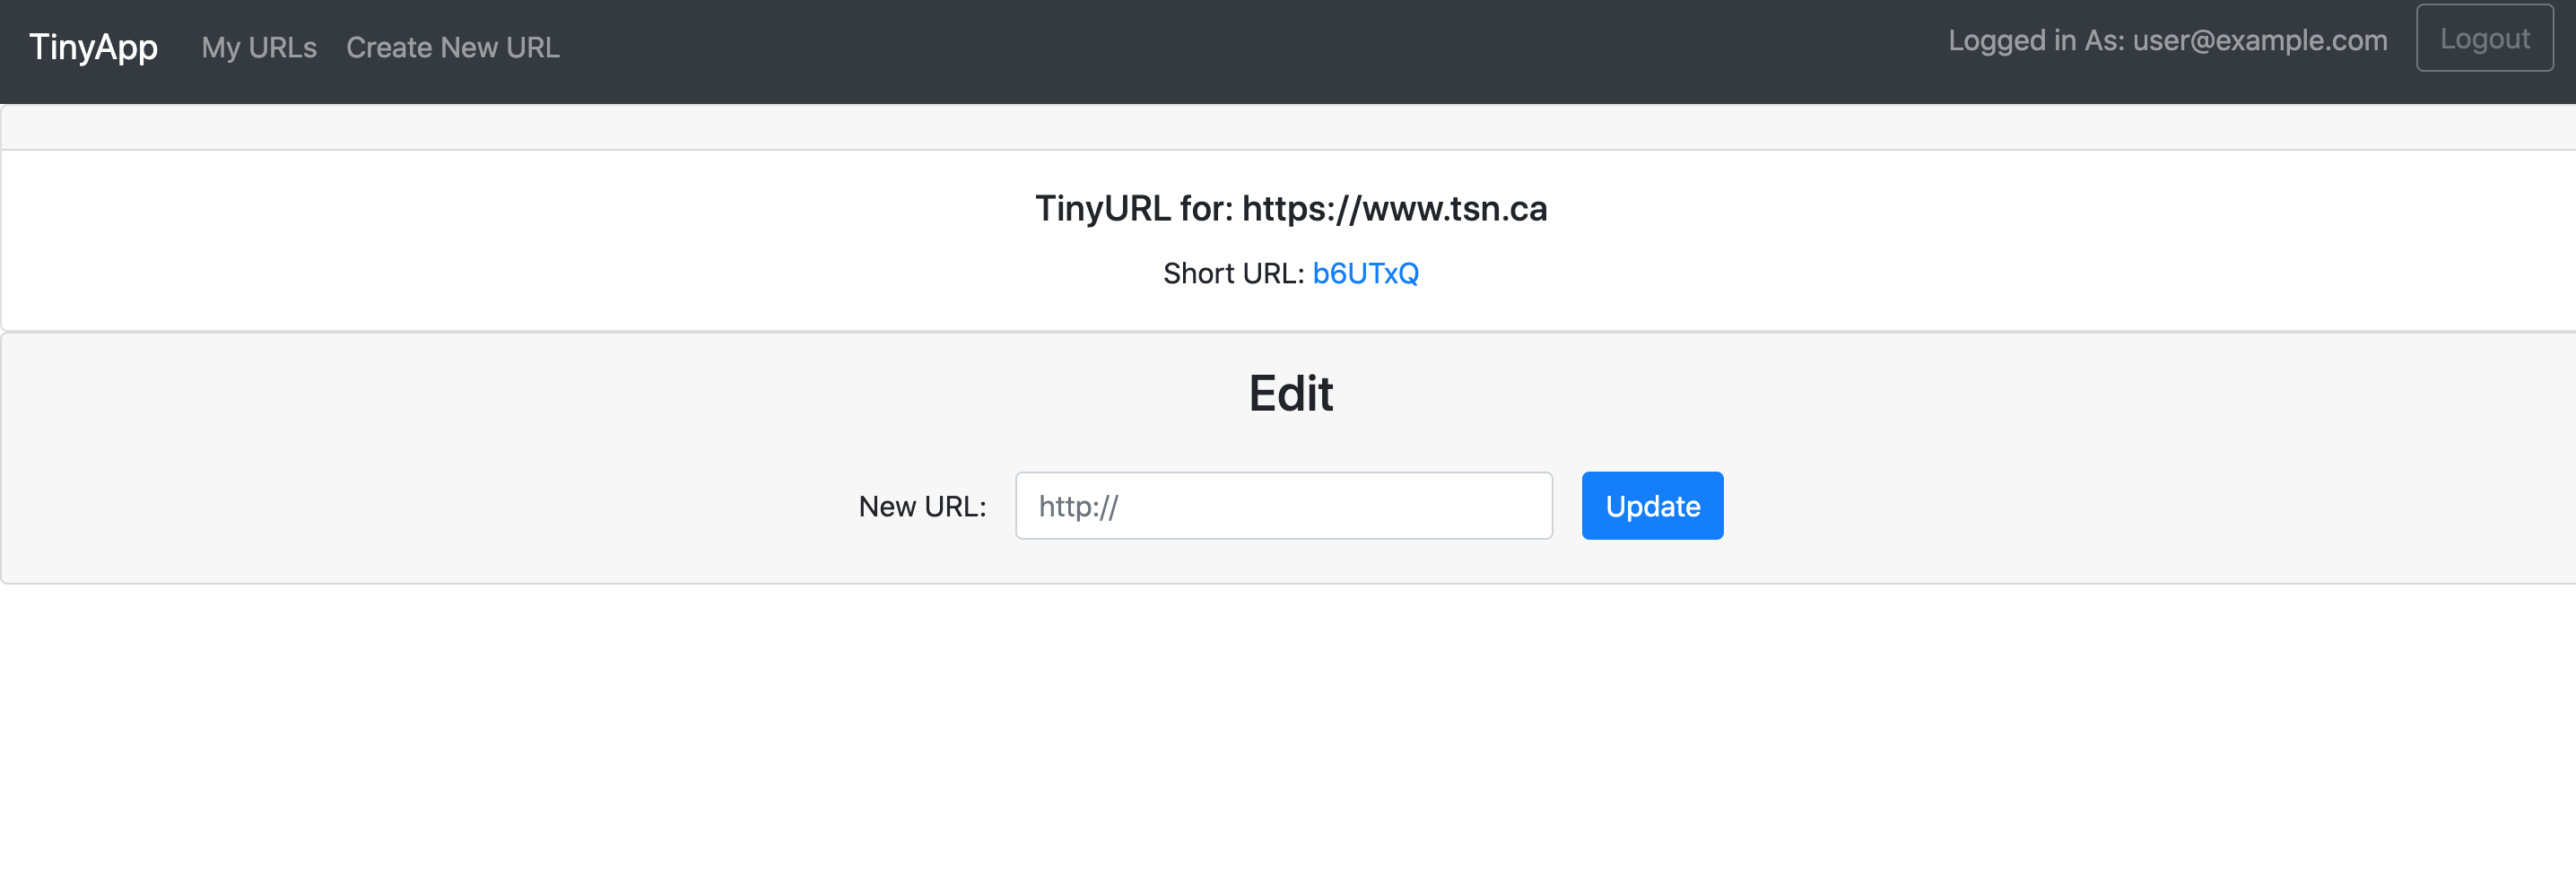 TinyApp My URLs Create New URL Logged in As: user@example.com Logout
TinyURL for: https://www.tsn.ca
Short URL: b6UTxQ
Edit
New URL: http:// Update